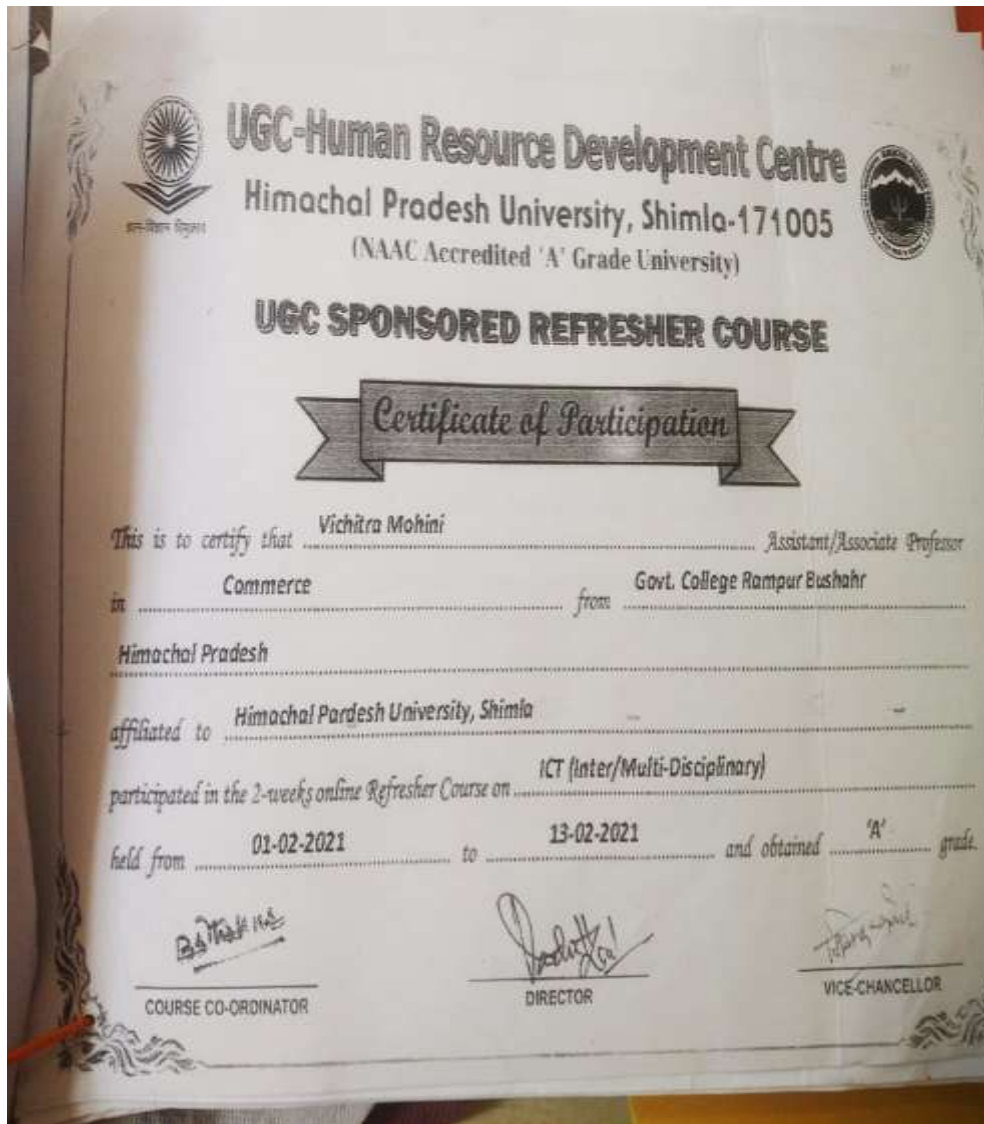 UGC-Human Resource Development Centre
Himachal Pradesh University, Shimla-171005
(NAAC Accredited 'A' Grade University)
UGC SPONSORED REFRESHER COURSE
Certificate of Participation
This is to certify that Vichitra Mohini Assistant/Associate Professor
in Commerce from Govt. College Rampur Bushahr
Himachal Pradesh
affiliated to Himachal Pardesh University, Shimla
participated in the 2-weeks online Refresher Course on ICT (Inter/Multi-Disciplinary)
held from 01-02-2021 to 13-02-2021 and obtained 'A' grade.
COURSE CO-ORDINATOR
DIRECTOR
VICE-CHANCELLOR